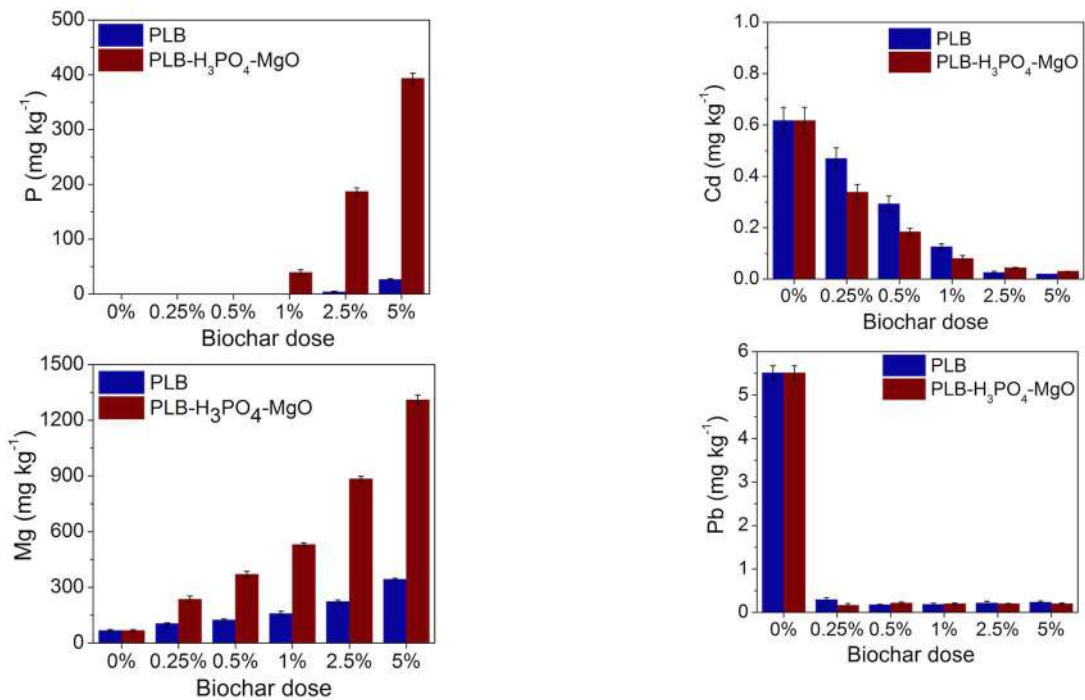 500
400
300
200
100
0
P (mg kg⁻¹)
PLB
PLB-H₃PO₄-MgO
0% 0.25% 0.5% 1% 2.5% 5%
Biochar dose
1.0
0.8
0.6
0.4
0.2
0.0
Cd (mg kg⁻¹)
PLB
PLB-H₃PO₄-MgO
0% 0.25% 0.5% 1% 2.5% 5%
Biochar dose
1500
1200
900
600
300
0
Mg (mg kg⁻¹)
PLB
PLB-H₃PO₄-MgO
0% 0.25% 0.5% 1% 2.5% 5%
Biochar dose
6
5
4
3
2
1
0
Pb (mg kg⁻¹)
PLB
PLB-H₃PO₄-MgO
0% 0.25% 0.5% 1% 2.5% 5%
Biochar dose